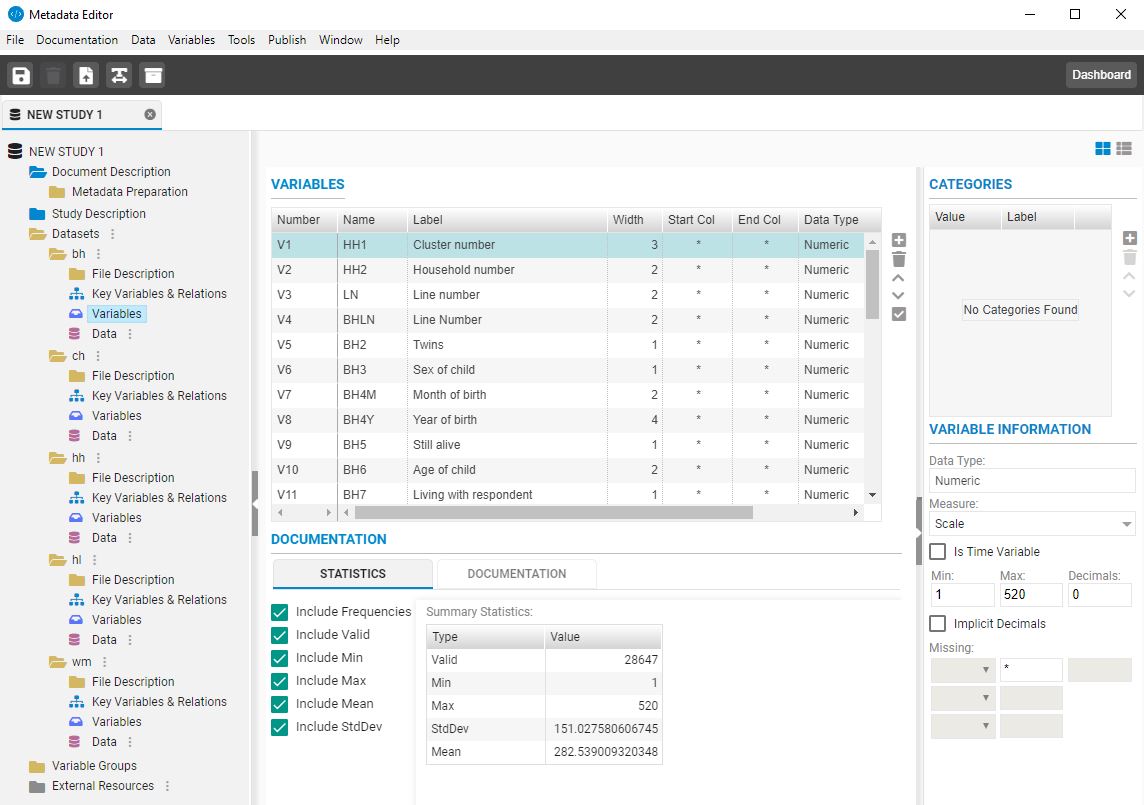 Metadata Editor
File Documentation Data Variables Tools Publish Window Help
Dashboard
NEW STUDY 1
NEW STUDY 1
Document Description
Metadata Preparation
Study Description
Datasets
bh
File Description
Key Variables & Relations
Variables
Data
ch
File Description
Key Variables & Relations
Variables
Data
hh
File Description
Key Variables & Relations
Variables
Data
hl
File Description
Key Variables & Relations
Variables
Data
wm
File Description
Key Variables & Relations
Variables
Data
Variable Groups
External Resources
VARIABLES
Number Name Label Width Start Col End Col Data Type
V1 HH1 Cluster number 3 * * Numeric
V2 HH2 Household number 2 * * Numeric
V3 LN Line number 2 * * Numeric
V4 BHLN Line Number 2 * * Numeric
V5 BH2 Twins 1 * * Numeric
V6 BH3 Sex of child 1 * * Numeric
V7 BH4M Month of birth 2 * * Numeric
V8 BH4Y Year of birth 4 * * Numeric
V9 BH5 Still alive 1 * * Numeric
V10 BH6 Age of child 2 * * Numeric
V11 BH7 Living with respondent 1 * * Numeric
DOCUMENTATION
STATISTICS DOCUMENTATION
Include Frequencies
Include Valid
Include Min
Include Max
Include Mean
Include StdDev
Summary Statistics:
Type Value
Valid 28647
Min 1
Max 520
StdDev 151.027580606745
Mean 282.539009320348
CATEGORIES
Value Label
No Categories Found
VARIABLE INFORMATION
Data Type:
Numeric
Measure:
Scale
Is Time Variable
Min: Max: Decimals:
1 520 0
Implicit Decimals
Missing:
*